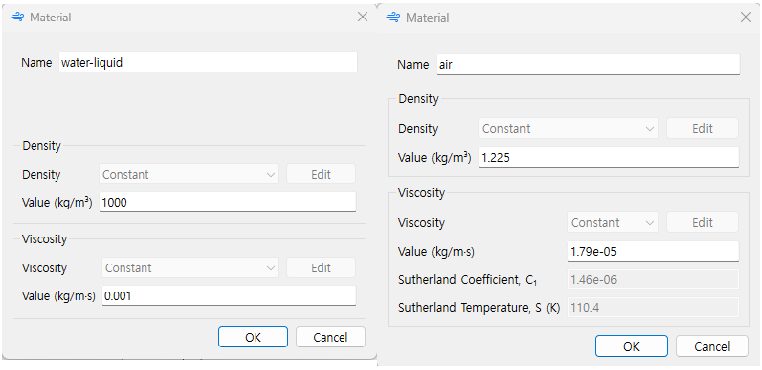 Material
Name water-liquid
Density
Density Constant Edit
Value (kg/m³) 1000
Viscosity
Viscosity Constant Edit
Value (kg/m·s) 0.001
OK Cancel
Material
Name air
Density
Density Constant Edit
Value (kg/m³) 1.225
Viscosity
Viscosity Constant Edit
Value (kg/m·s) 1.79e-05
Sutherland Coefficient, C₁ 1.46e-06
Sutherland Temperature, S (K) 110.4
OK Cancel